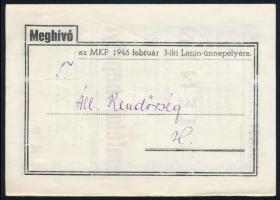 Meghívó
az MKP 1946 február 3-iki Lenin-ünnepélyére.
T.
Áll. Rendőrség
H.